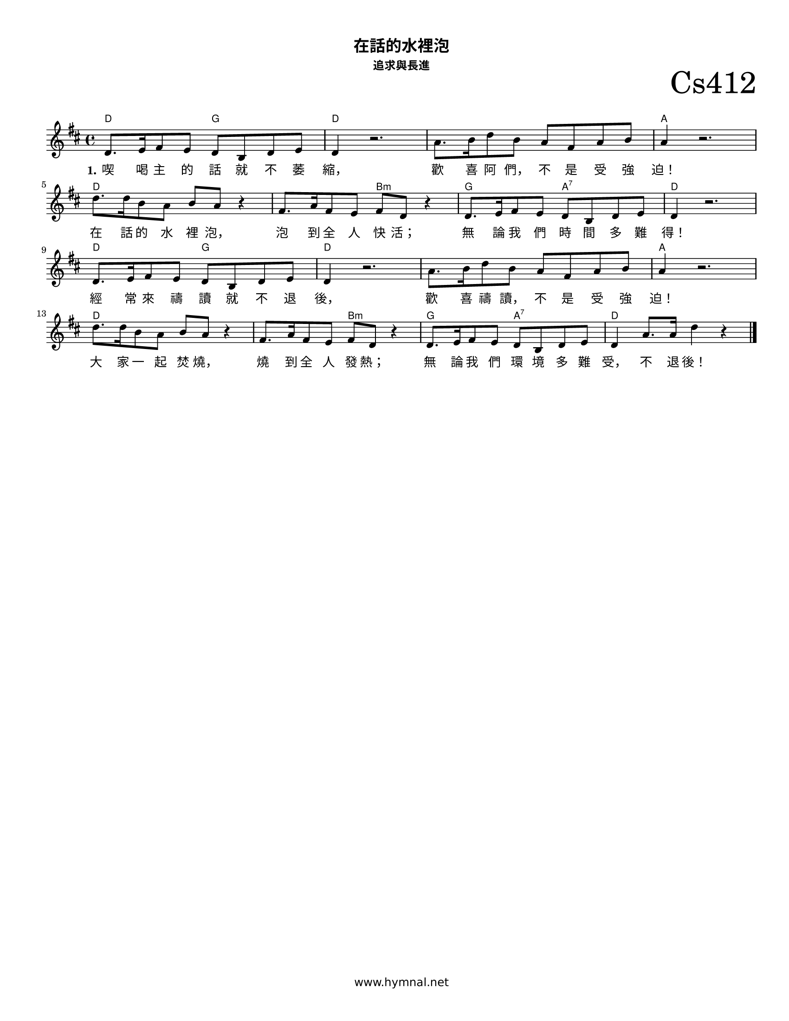 在話的水裡泡
追求與長進
Cs412
D G D A
1. 喫 喝主 的 話 就 不 萎 縮， 歡 喜阿們， 不 是 受 強 迫！
5 D Bm G A7 D
在 話的 水 裡 泡， 泡 到全 人 快活； 無 論我 們 時 間 多 難 得！
9 D G D A
經 常來 禱 讀 就 不 退 後， 歡 喜禱讀， 不 是 受 強 迫！
13 D Bm G A7 D
大 家一 起 焚燒， 燒 到全 人 發熱； 無 論我 們 環 境 多 難 受， 不 退後！
www.hymnal.net